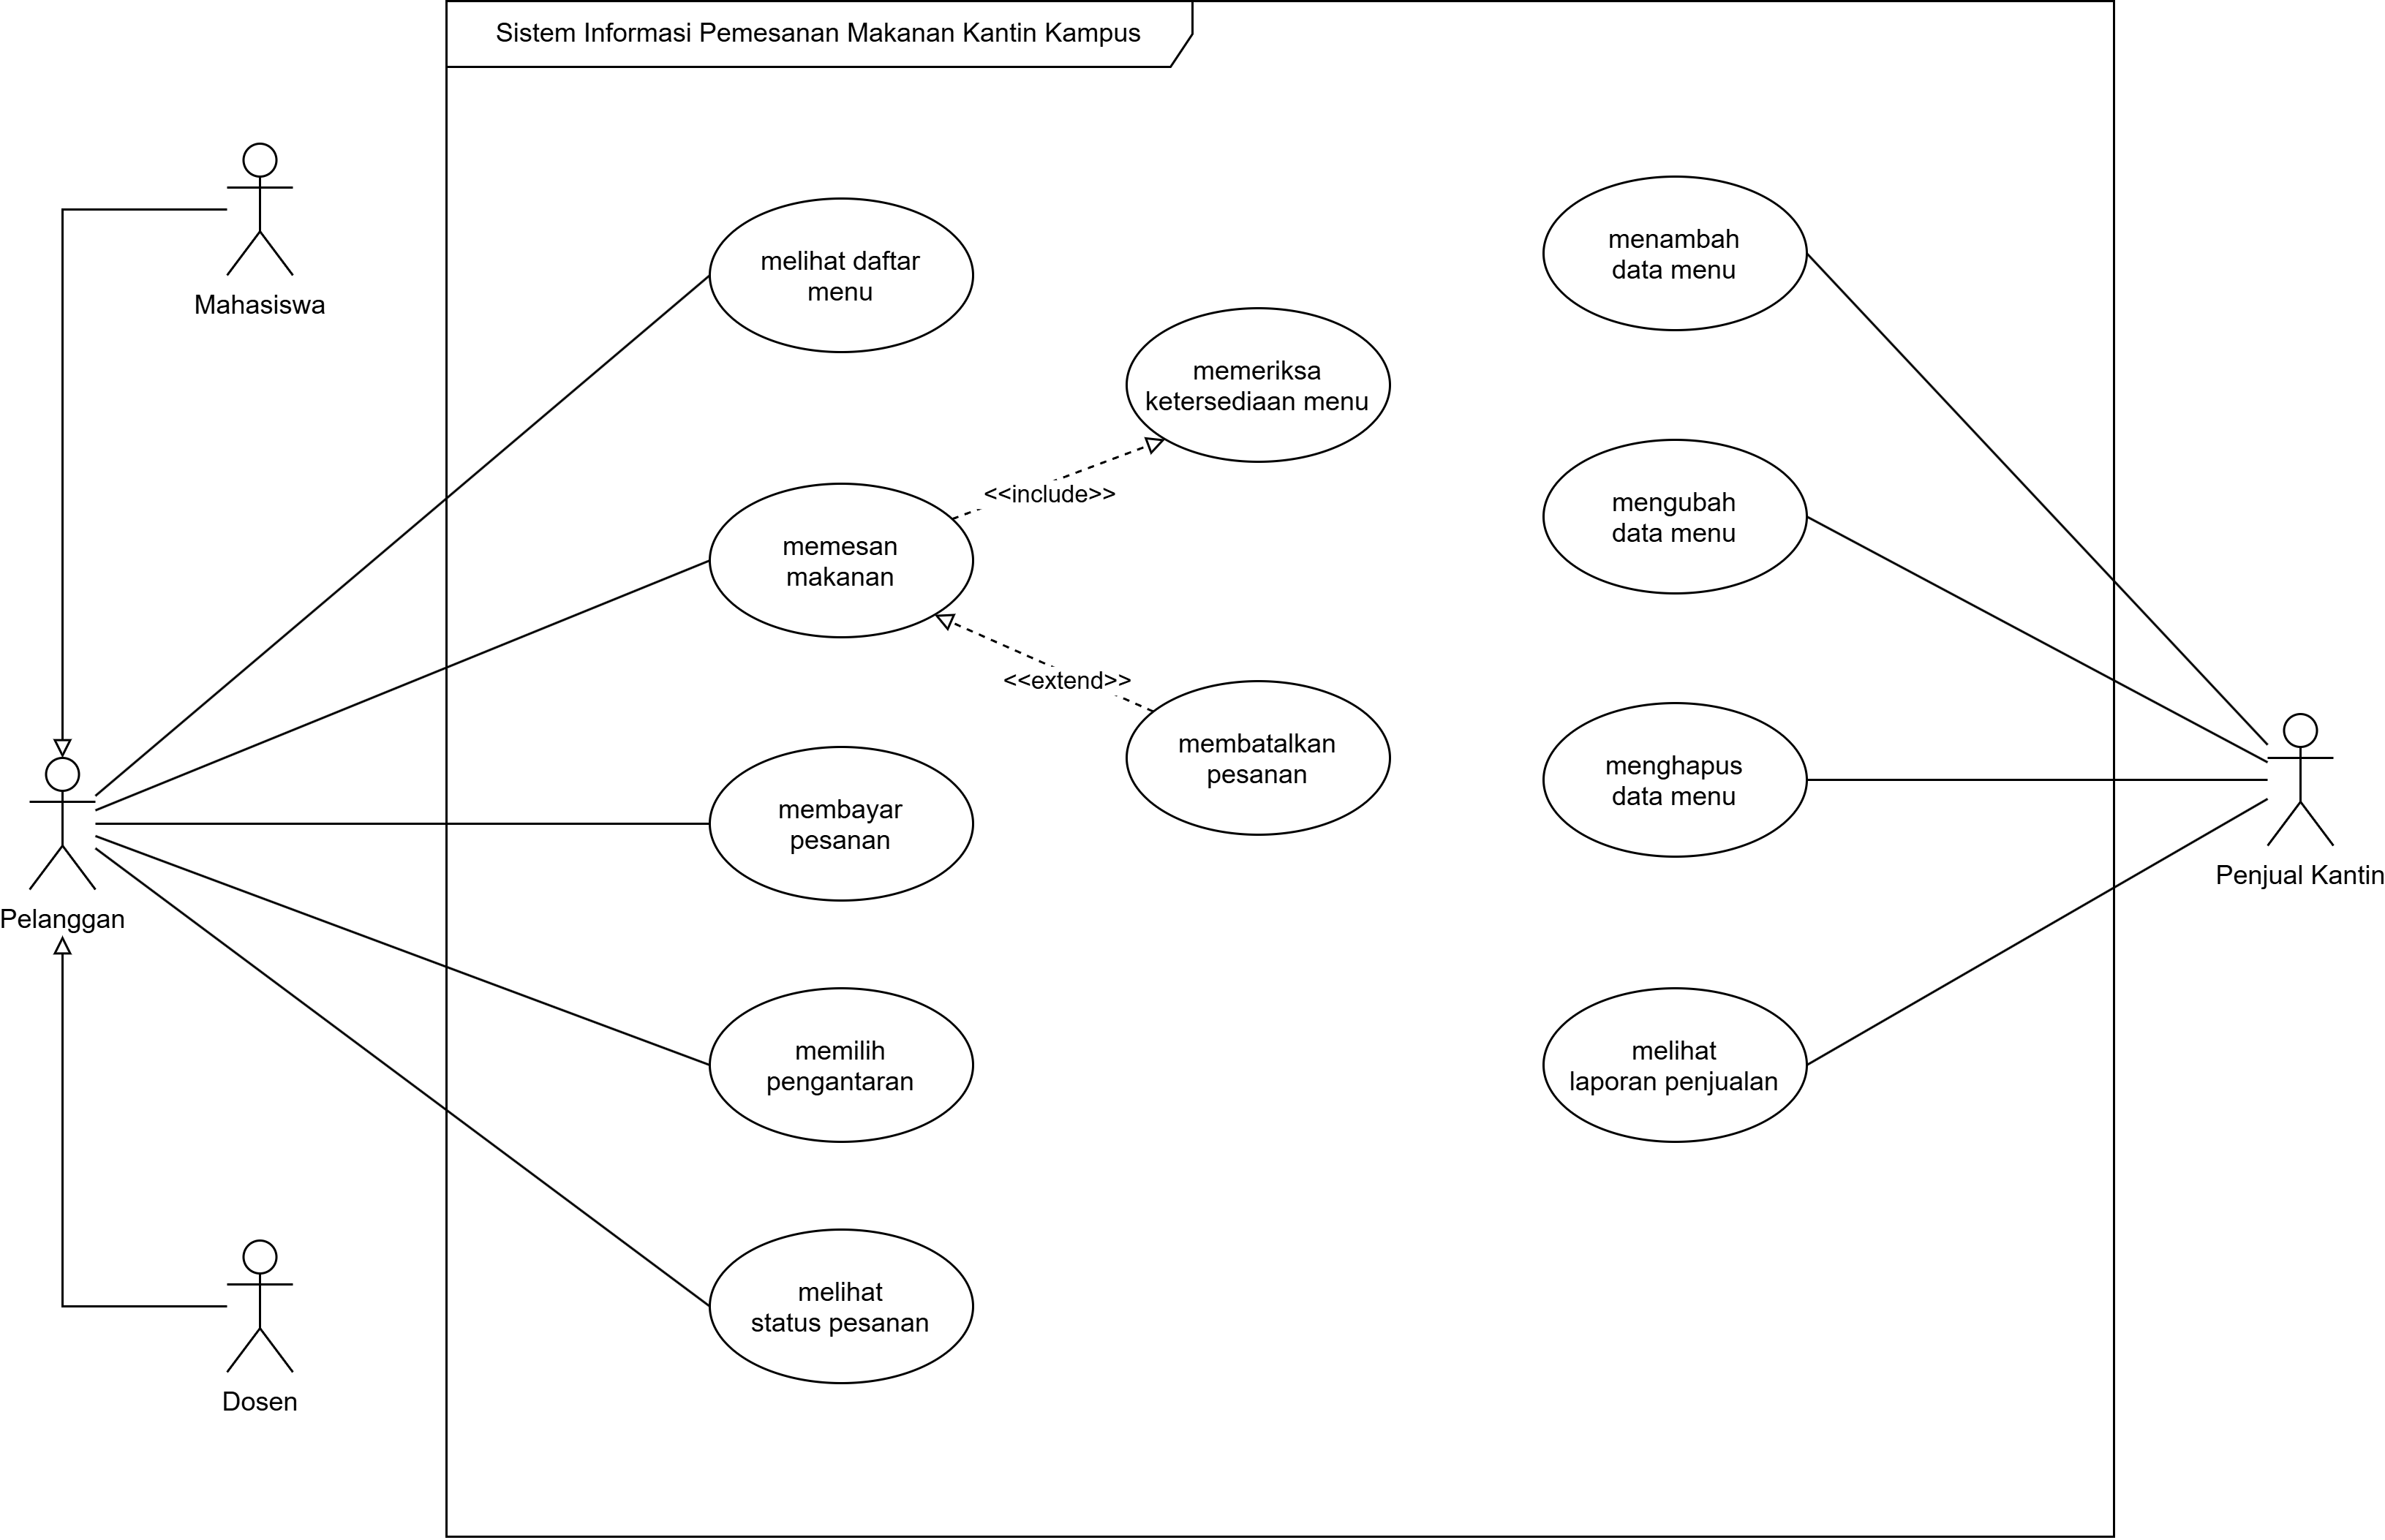 Sistem Informasi Pemesanan Makanan Kantin Kampus
Mahasiswa
melihat daftar
menu
menambah
data menu
memeriksa
ketersediaan menu
<<include>>
mengubah
data menu
memesan
makanan
<<extend>>
membatalkan
pesanan
menghapus
data menu
membayar
pesanan
Pelanggan
Penjual Kantin
memilih
pengantaran
melihat
laporan penjualan
melihat
status pesanan
Dosen